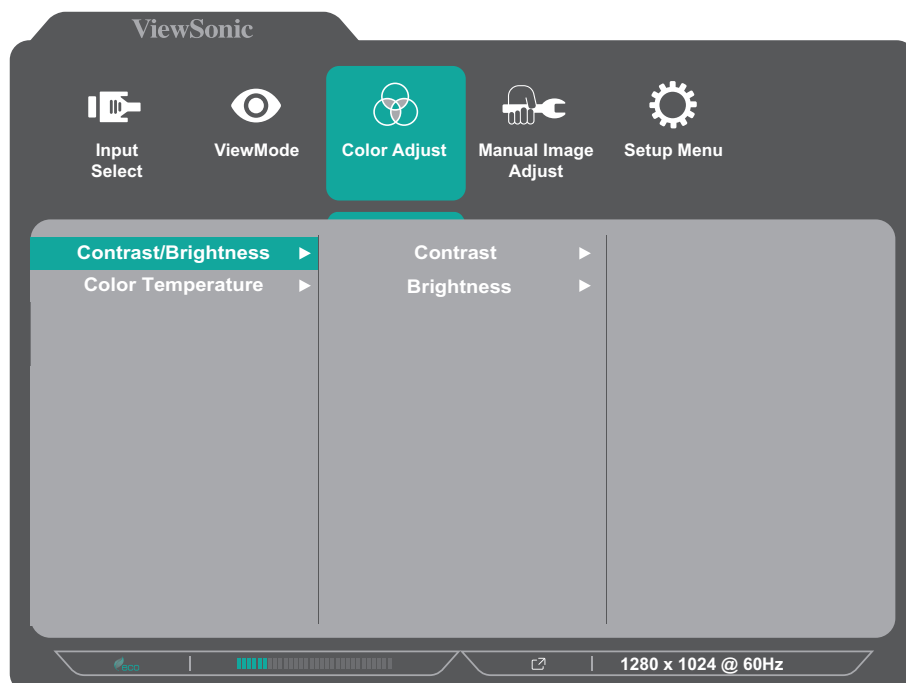 ViewSonic
Input
Select
ViewMode
Color Adjust
Manual Image
Adjust
Setup Menu
Contrast/Brightness
Contrast
Color Temperature
Brightness
eco
1280 x 1024 @ 60Hz